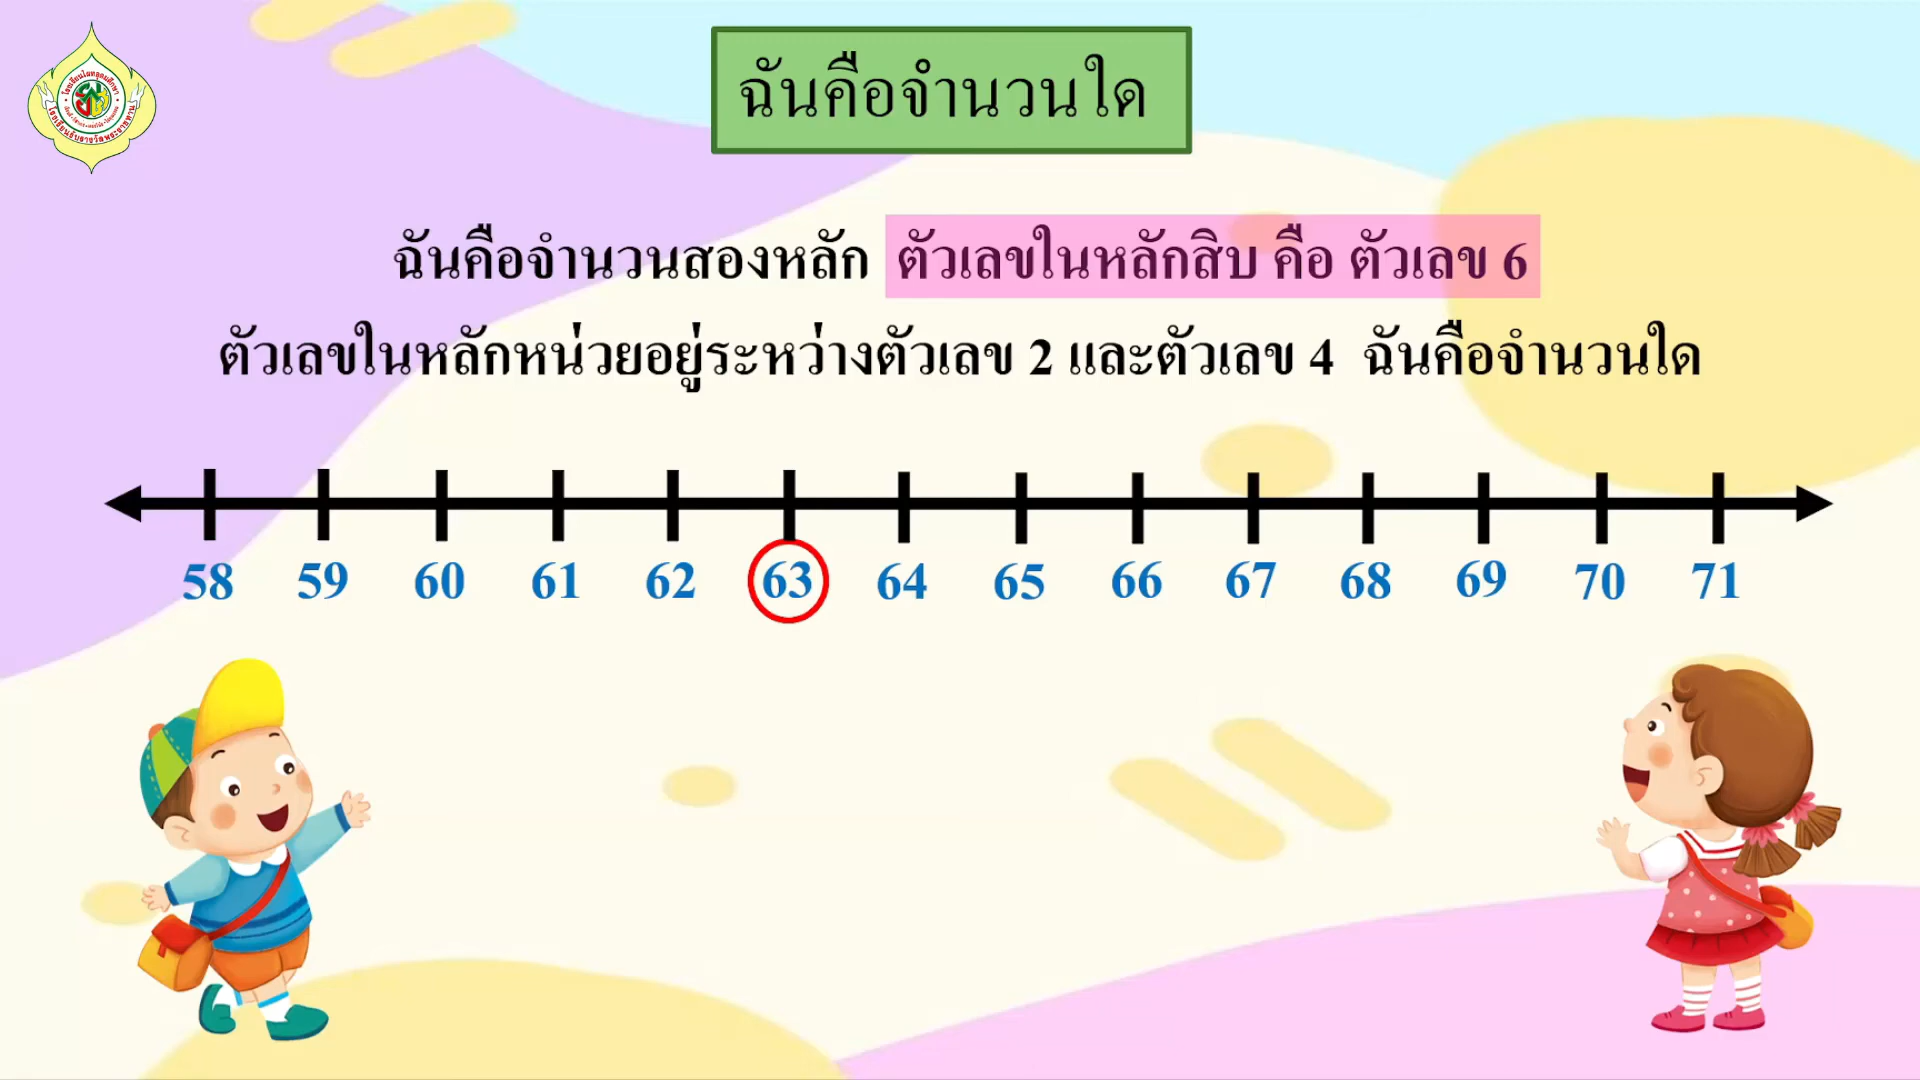 ฉันคือจำนวนใด
ฉันคือจำนวนสองหลัก ตัวเลขในหลักสิบ คือ ตัวเลข 6
ตัวเลขในหลักหน่วยอยู่ระหว่างตัวเลข 2 และตัวเลข 4 ฉันคือจำนวนใด
58 59 60 61 62 63 64 65 66 67 68 69 70 71